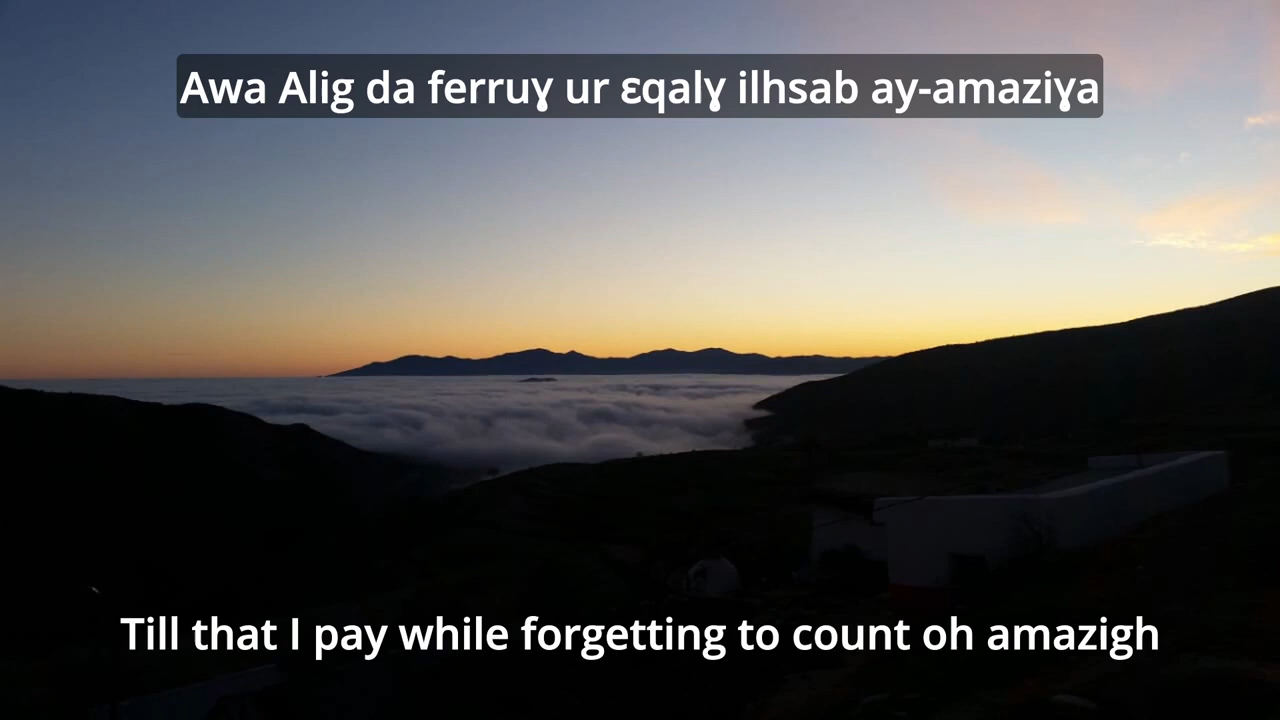 Awa Alig da ferruɣ ur ɛqalɣ ilhsab ay-amaziɣa
Till that I pay while forgetting to count oh amazigh